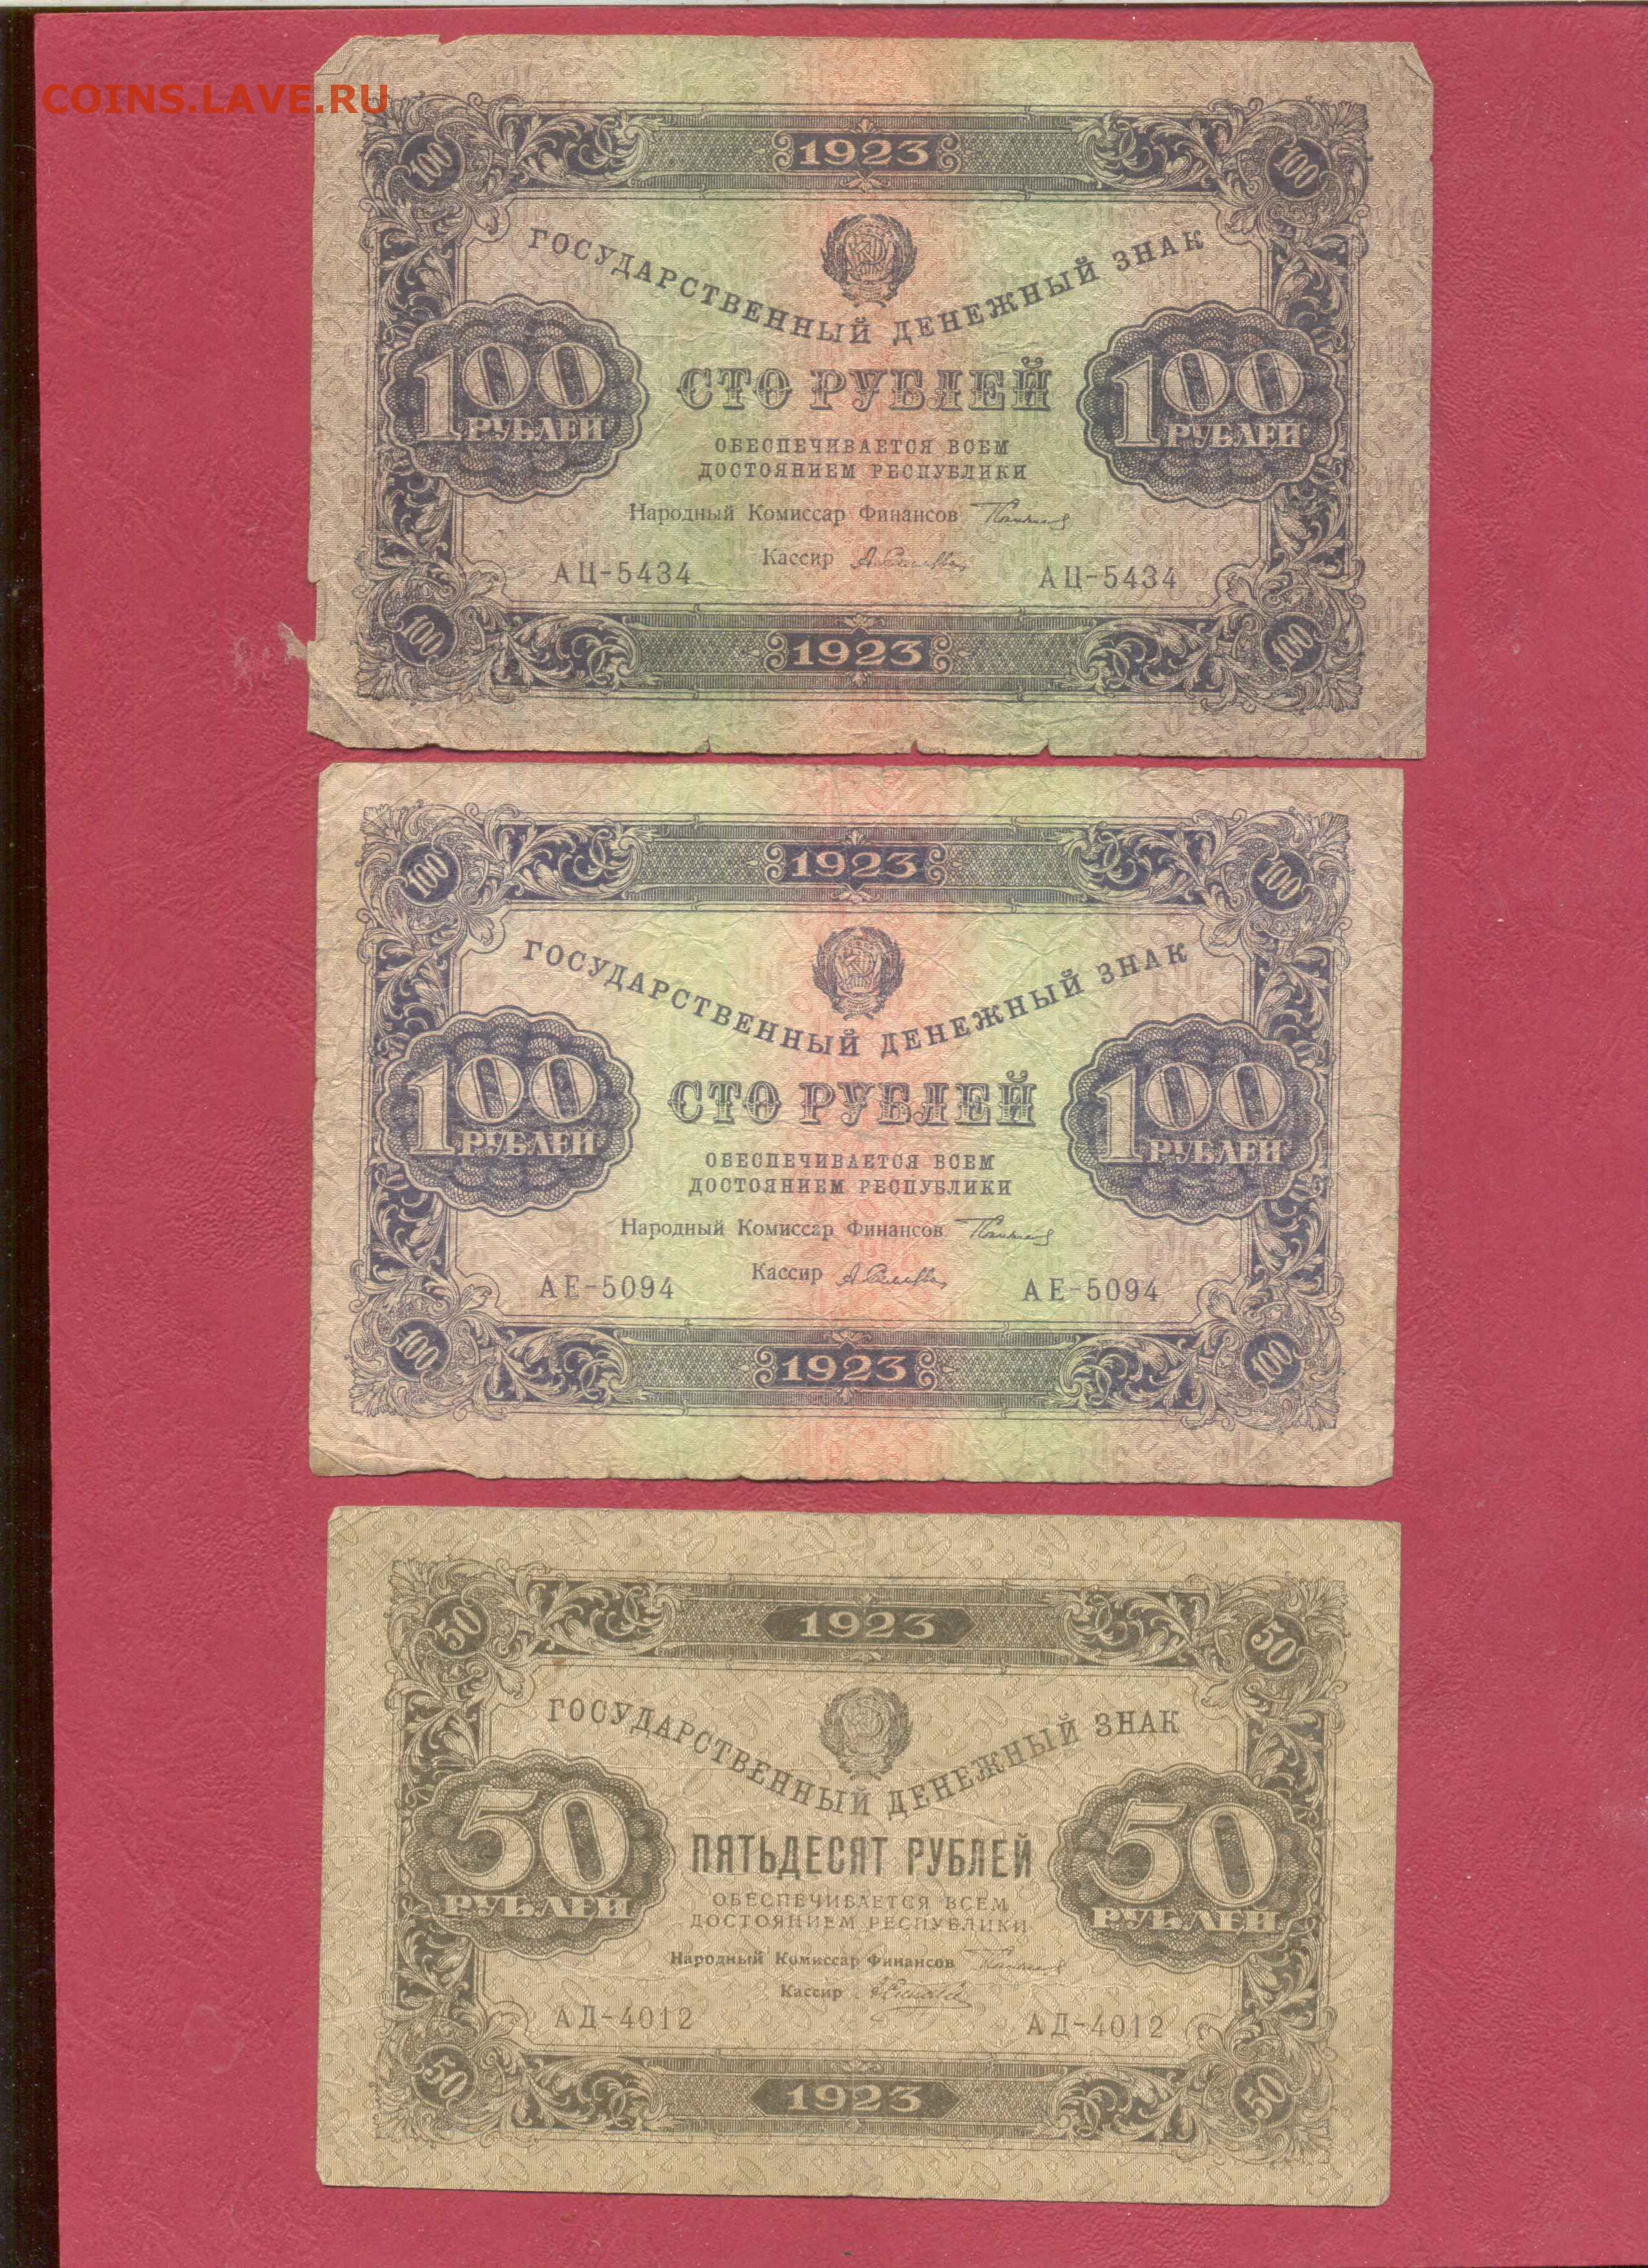 COINS.LAVE.RU
100 1923 100
ГОСУДАРСТВЕННЫЙ ДЕНЕЖНЫЙ ЗНАК
100 РУБЛЕЙ СТО РУБЛЕЙ 100 РУБЛЕЙ
ОБЕСПЕЧИВАЕТСЯ ВСЕМ
ДОСТОЯНИЕМ РЕСПУБЛИКИ
Народный Комиссар Финансов
Кассир
АЦ-5434 АЦ-5434
100 1923 100
100 1923 100
ГОСУДАРСТВЕННЫЙ ДЕНЕЖНЫЙ ЗНАК
100 РУБЛЕЙ СТО РУБЛЕЙ 100 РУБЛЕЙ
ОБЕСПЕЧИВАЕТСЯ ВСЕМ
ДОСТОЯНИЕМ РЕСПУБЛИКИ
Народный Комиссар Финансов
Кассир
АЕ-5094 АЕ-5094
100 1923 100
50 1923 50
ГОСУДАРСТВЕННЫЙ ДЕНЕЖНЫЙ ЗНАК
50 РУБЛЕЙ ПЯТЬДЕСЯТ РУБЛЕЙ 50 РУБЛЕЙ
ОБЕСПЕЧИВАЕТСЯ ВСЕМ
ДОСТОЯНИЕМ РЕСПУБЛИКИ
Народный Комиссар Финансов
Кассир
АД-4012 АД-4012
50 1923 50